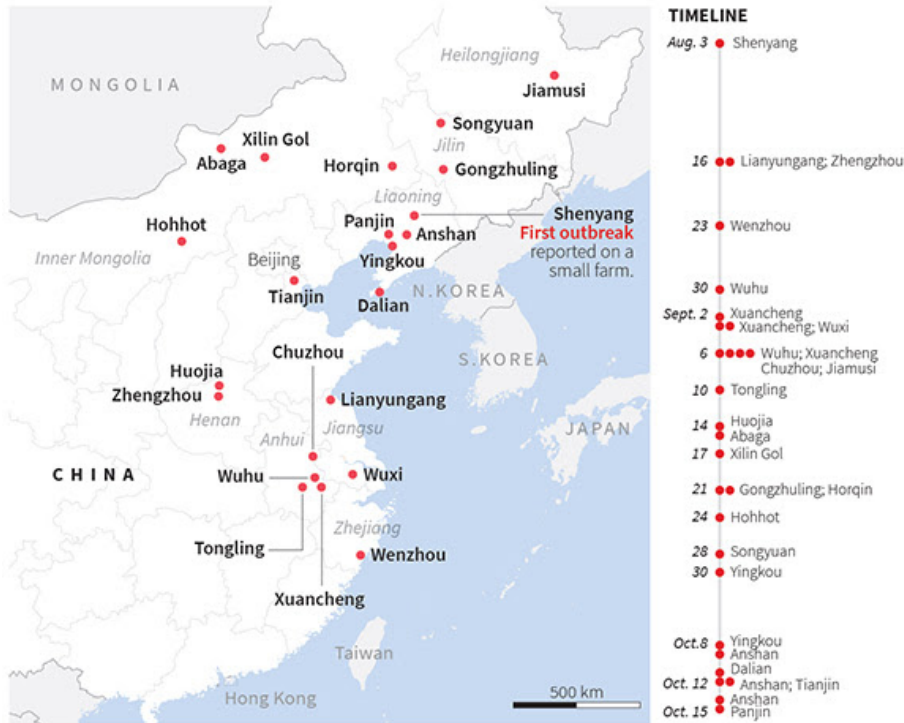 Heilongjiang
MONGOLIA
Jiamusi
Songyuan
Xilin Gol
Jilin
Abaga
Horqin
Gongzhuling
Liaoning
Shenyang
First outbreak
reported on a
small farm.
Hohhot
Panjin
Anshan
Inner Mongolia
Beijing
Yingkou
Tianjin
Dalian
N.KOREA
Chuzhou
S.KOREA
Huojia
Zhengzhou
Lianyungang
Henan
Anhui
Jiangsu
JAPAN
CHINA
Wuhu
Wuxi
Zhejiang
Tongling
Wenzhou
Xuancheng
Taiwan
Hong Kong
500 km
TIMELINE
Aug. 3 Shenyang
16 Lianyungang; Zhengzhou
23 Wenzhou
30 Wuhu
Sept. 2 Xuancheng
Xuancheng; Wuxi
6 Wuhu; Xuancheng
Chuzhou; Jiamusi
10 Tongling
14 Huojia
Abaga
17 Xilin Gol
21 Gongzhuling; Horqin
24 Hohhot
28 Songyuan
30 Yingkou
Oct.8 Yingkou
Anshan
Dalian
Oct. 12 Anshan; Tianjin
Anshan
Oct. 15 Panjin